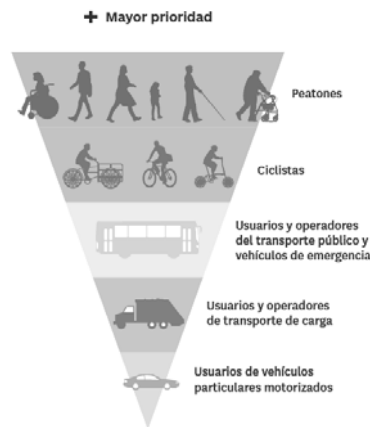 + Mayor prioridad
Peatones
Ciclistas
Usuarios y operadores
del transporte público y
vehículos de emergencia
Usuarios y operadores
de transporte de carga
Usuarios de vehículos
particulares motorizados